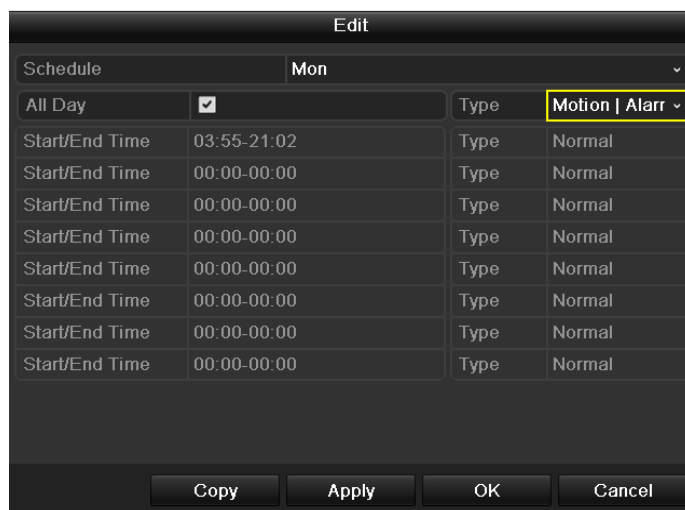 Edit
Schedule Mon
All Day Type Motion | Alarr
Start/End Time 03:55-21:02 Type Normal
Start/End Time 00:00-00:00 Type Normal
Start/End Time 00:00-00:00 Type Normal
Start/End Time 00:00-00:00 Type Normal
Start/End Time 00:00-00:00 Type Normal
Start/End Time 00:00-00:00 Type Normal
Start/End Time 00:00-00:00 Type Normal
Start/End Time 00:00-00:00 Type Normal
Copy Apply OK Cancel